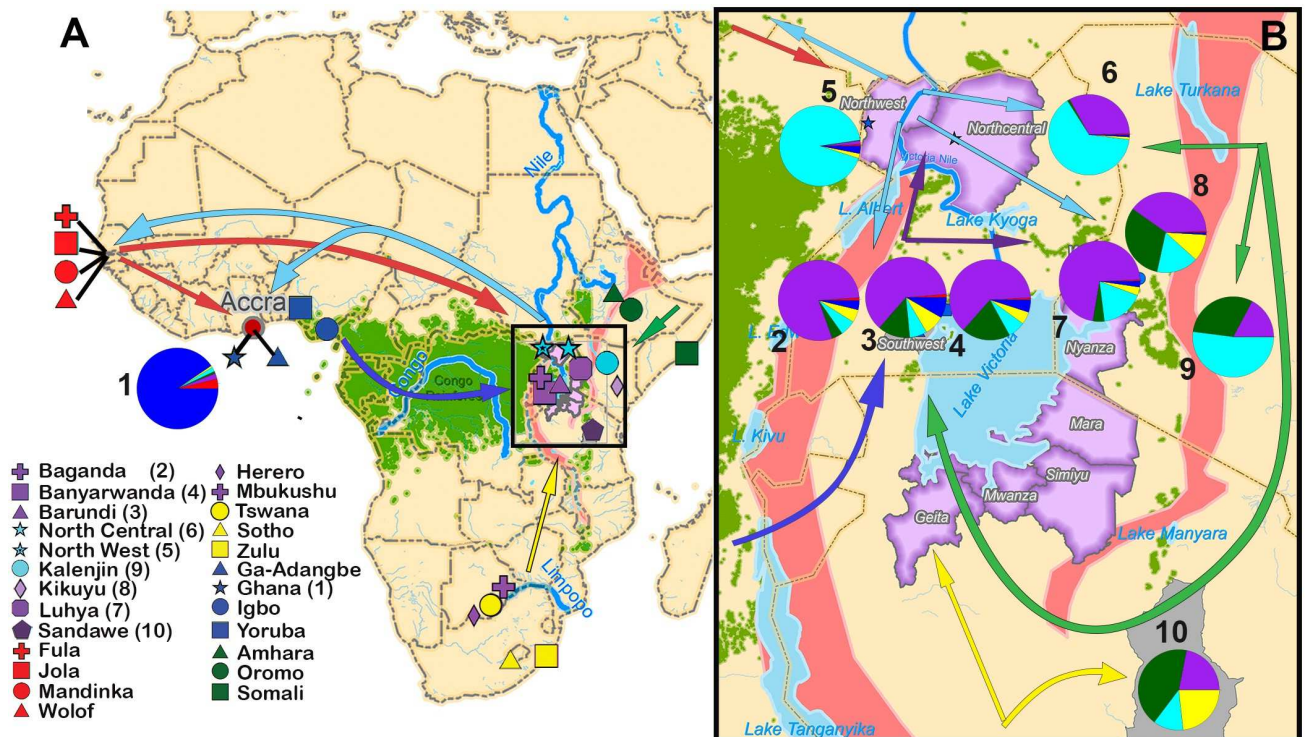 A
Nile
Accra
Congo
Congo
Limpopo
1
Baganda (2)
Banyarwanda (4)
Barundi (3)
North Central (6)
North West (5)
Kalenjin (9)
Kikuyu (8)
Luhya (7)
Sandawe (10)
Fula
Jola
Mandinka
Wolof
Herero
Mbukushu
Tswana
Sotho
Zulu
Ga-Adangbe
Ghana (1)
Igbo
Yoruba
Amhara
Oromo
Somali
B
5
6
Northwest
Northcentral
Lake Turkana
Victoria Nile
8
L. Albert
Lake Kyoga
2
3
Southwest
4
7
Nyanza
9
Lake Victoria
L. Kivu
Mara
Simiyu
Mwanza
Geita
Lake Manyara
10
Lake Tanganyika